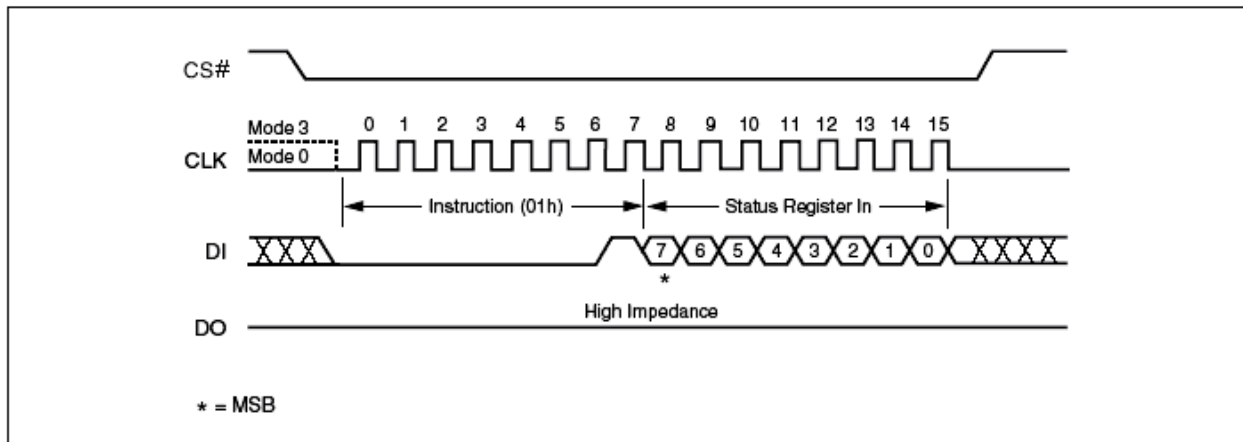 CS#
Mode 3
0 1 2 3 4 5 6 7 8 9 10 11 12 13 14 15
Mode 0
CLK
Instruction (01h)
Status Register In
DI
7 6 5 4 3 2 1 0
*
High Impedance
DO
* = MSB